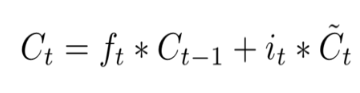 C_t = f_t * C_{t-1} + i_t * \tilde{C}_t